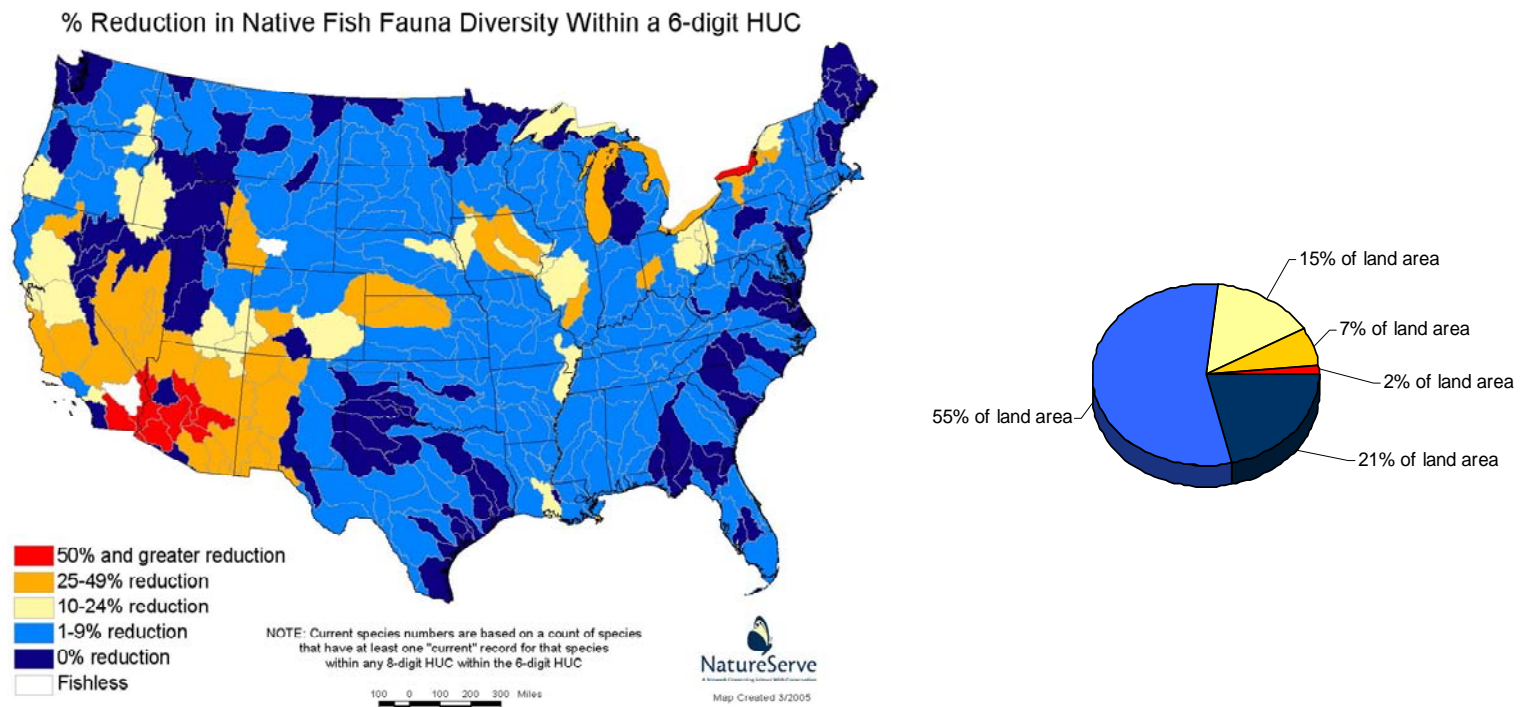 % Reduction in Native Fish Fauna Diversity Within a 6-digit HUC
50% and greater reduction
25-49% reduction
10-24% reduction
1-9% reduction
0% reduction
Fishless
NOTE: Current species numbers are based on a count of species
that have at least one "current" record for that species
within any 8-digit HUC within the 6-digit HUC
100 0 100 200 300 Miles
NatureServe
Map Created 3/2005
15% of land area
7% of land area
2% of land area
55% of land area
21% of land area